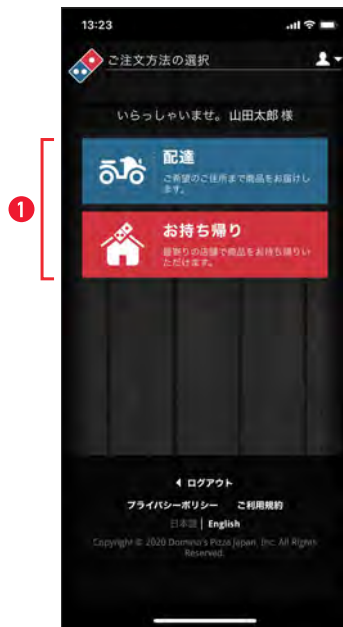 13:23
ご注文方法の選択
いらっしゃいませ。山田太郎 様
1
配達
ご希望のご住所まで商品をお届けし
ます。
お持ち帰り
最寄りの店舗で商品をお持ち帰りい
ただけます。
ログアウト
プライバシーポリシー ご利用規約
日本語 | English
Copyright © 2020 Domino's Pizza Japan, Inc. All Rights
Reserved.